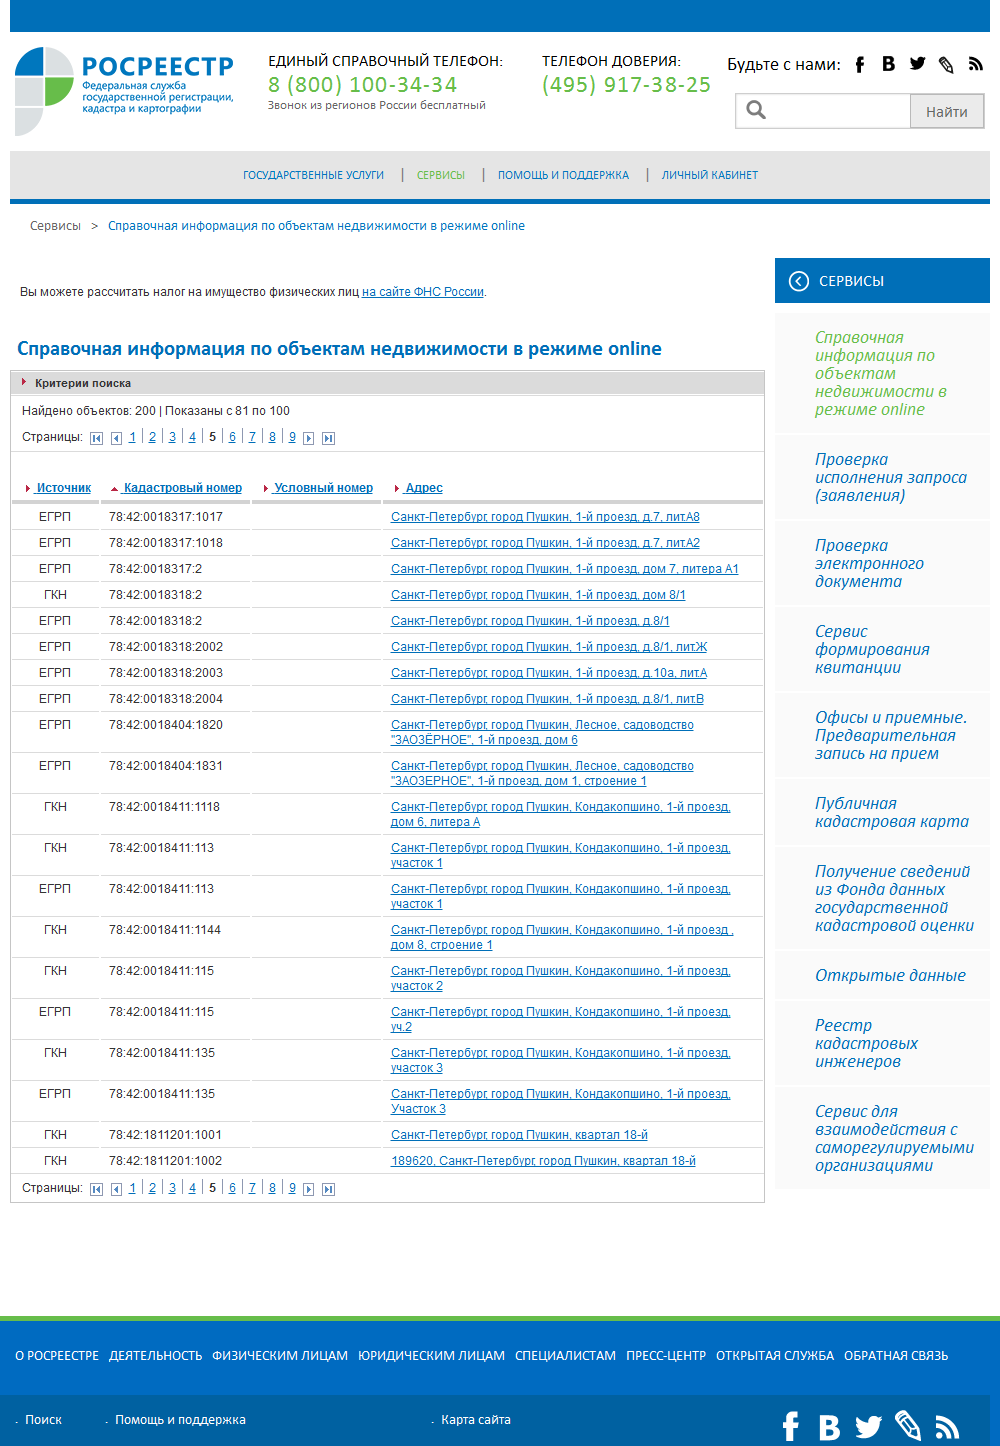 РОСРЕЕСТР
Федеральная служба
государственной регистрации,
кадастра и картографии
ЕДИНЫЙ СПРАВОЧНЫЙ ТЕЛЕФОН:
8 (800) 100-34-34
Звонок из регионов России бесплатный
ТЕЛЕФОН ДОВЕРИЯ:
(495) 917-38-25
Будьте с нами:
Найти
ГОСУДАРСТВЕННЫЕ УСЛУГИ | СЕРВИСЫ | ПОМОЩЬ И ПОДДЕРЖКА | ЛИЧНЫЙ КАБИНЕТ
Сервисы > Справочная информация по объектам недвижимости в режиме online
Вы можете рассчитать налог на имущество физических лиц на сайте ФНС России.
Справочная информация по объектам недвижимости в режиме online
Критерии поиска
Найдено объектов: 200 | Показаны с 81 по 100
Страницы: 1 | 2 | 3 | 4 | 5 | 6 | 7 | 8 | 9
Источник Кадастровый номер Условный номер Адрес
ЕГРП 78:42:0018317:1017 Санкт-Петербург, город Пушкин, 1-й проезд, д.7, лит.А8
ЕГРП 78:42:0018317:1018 Санкт-Петербург, город Пушкин, 1-й проезд, д.7, лит.А2
ЕГРП 78:42:0018317:2 Санкт-Петербург, город Пушкин, 1-й проезд, дом 7, литера А1
ГКН 78:42:0018318:2 Санкт-Петербург, город Пушкин, 1-й проезд, дом 8/1
ЕГРП 78:42:0018318:2 Санкт-Петербург, город Пушкин, 1-й проезд, д.8/1
ЕГРП 78:42:0018318:2002 Санкт-Петербург, город Пушкин, 1-й проезд, д.8/1, лит.Ж
ЕГРП 78:42:0018318:2003 Санкт-Петербург, город Пушкин, 1-й проезд, д.10а, лит.А
ЕГРП 78:42:0018318:2004 Санкт-Петербург, город Пушкин, 1-й проезд, д.8/1, лит.В
ЕГРП 78:42:0018404:1820 Санкт-Петербург, город Пушкин, Лесное, садоводство
"ЗАОЗЁРНОЕ", 1-й проезд, дом 6
ЕГРП 78:42:0018404:1831 Санкт-Петербург, город Пушкин, Лесное, садоводство
"ЗАОЗЕРНОЕ", 1-й проезд, дом 1, строение 1
ГКН 78:42:0018411:1118 Санкт-Петербург, город Пушкин, Кондакопшино, 1-й проезд,
дом 6, литера А
ГКН 78:42:0018411:113 Санкт-Петербург, город Пушкин, Кондакопшино, 1-й проезд,
участок 1
ЕГРП 78:42:0018411:113 Санкт-Петербург, город Пушкин, Кондакопшино, 1-й проезд,
участок 1
ГКН 78:42:0018411:1144 Санкт-Петербург, город Пушкин, Кондакопшино, 1-й проезд ,
дом 8, строение 1
ГКН 78:42:0018411:115 Санкт-Петербург, город Пушкин, Кондакопшино, 1-й проезд,
участок 2
ЕГРП 78:42:0018411:115 Санкт-Петербург, город Пушкин, Кондакопшино, 1-й проезд,
уч.2
ГКН 78:42:0018411:135 Санкт-Петербург, город Пушкин, Кондакопшино, 1-й проезд,
участок 3
ЕГРП 78:42:0018411:135 Санкт-Петербург, город Пушкин, Кондакопшино, 1-й проезд,
Участок 3
ГКН 78:42:1811201:1001 Санкт-Петербург, город Пушкин, квартал 18-й
ГКН 78:42:1811201:1002 189620, Санкт-Петербург, город Пушкин, квартал 18-й
Страницы: 1 | 2 | 3 | 4 | 5 | 6 | 7 | 8 | 9
СЕРВИСЫ
Справочная
информация по
объектам
недвижимости в
режиме online
Проверка
исполнения запроса
(заявления)
Проверка
электронного
документа
Сервис
формирования
квитанции
Офисы и приемные.
Предварительная
запись на прием
Публичная
кадастровая карта
Получение сведений
из Фонда данных
государственной
кадастровой оценки
Открытые данные
Реестр
кадастровых
инженеров
Сервис для
взаимодействия с
саморегулируемыми
организациями
О РОСРЕЕСТРЕ ДЕЯТЕЛЬНОСТЬ ФИЗИЧЕСКИМ ЛИЦАМ ЮРИДИЧЕСКИМ ЛИЦАМ СПЕЦИАЛИСТАМ ПРЕСС-ЦЕНТР ОТКРЫТАЯ СЛУЖБА ОБРАТНАЯ СВЯЗЬ
Поиск Помощь и поддержка Карта сайта